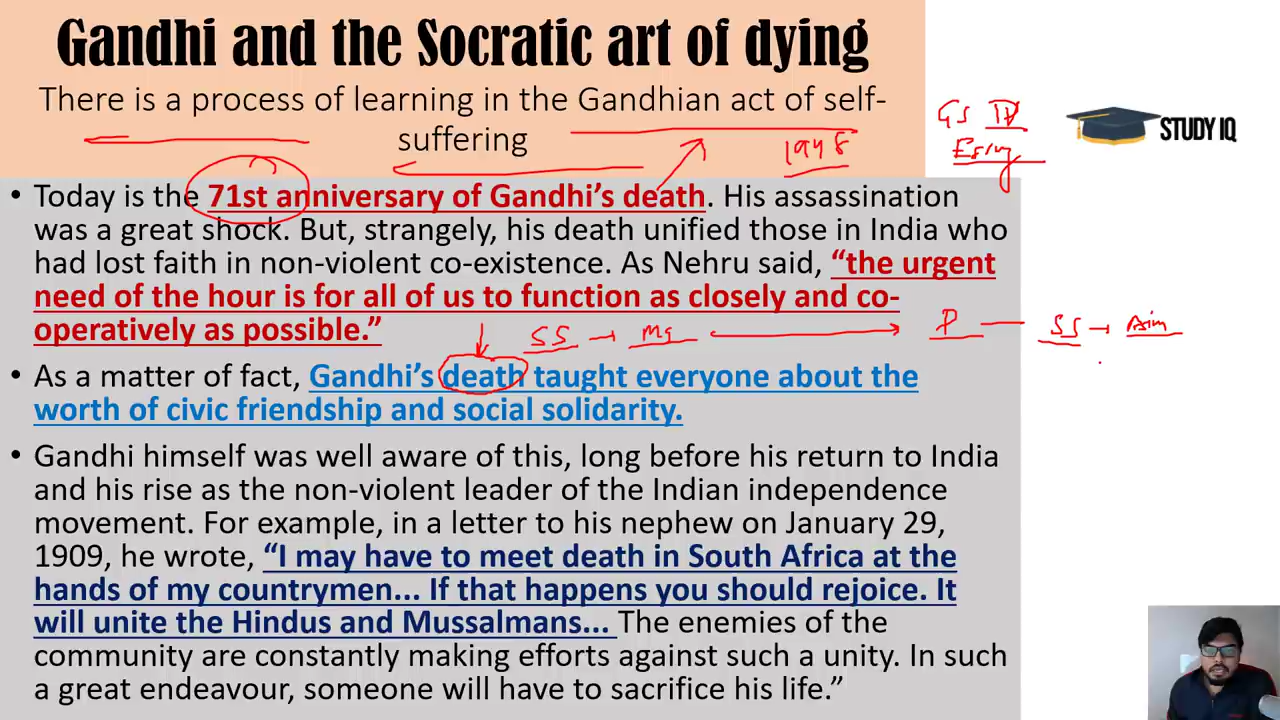 Gandhi and the Socratic art of dying
There is a process of learning in the Gandhian act of self-
suffering
GS IV
Essay
STUDY IQ
1948
• Today is the 71st anniversary of Gandhi’s death. His assassination
was a great shock. But, strangely, his death unified those in India who
had lost faith in non-violent co-existence. As Nehru said, “the urgent
need of the hour is for all of us to function as closely and co-
operatively as possible.”
SS → Mg → P — SS → Aim
• As a matter of fact, Gandhi’s death taught everyone about the
worth of civic friendship and social solidarity.
• Gandhi himself was well aware of this, long before his return to India
and his rise as the non-violent leader of the Indian independence
movement. For example, in a letter to his nephew on January 29,
1909, he wrote, “I may have to meet death in South Africa at the
hands of my countrymen... If that happens you should rejoice. It
will unite the Hindus and Mussalmans... The enemies of the
community are constantly making efforts against such a unity. In such
a great endeavour, someone will have to sacrifice his life.”